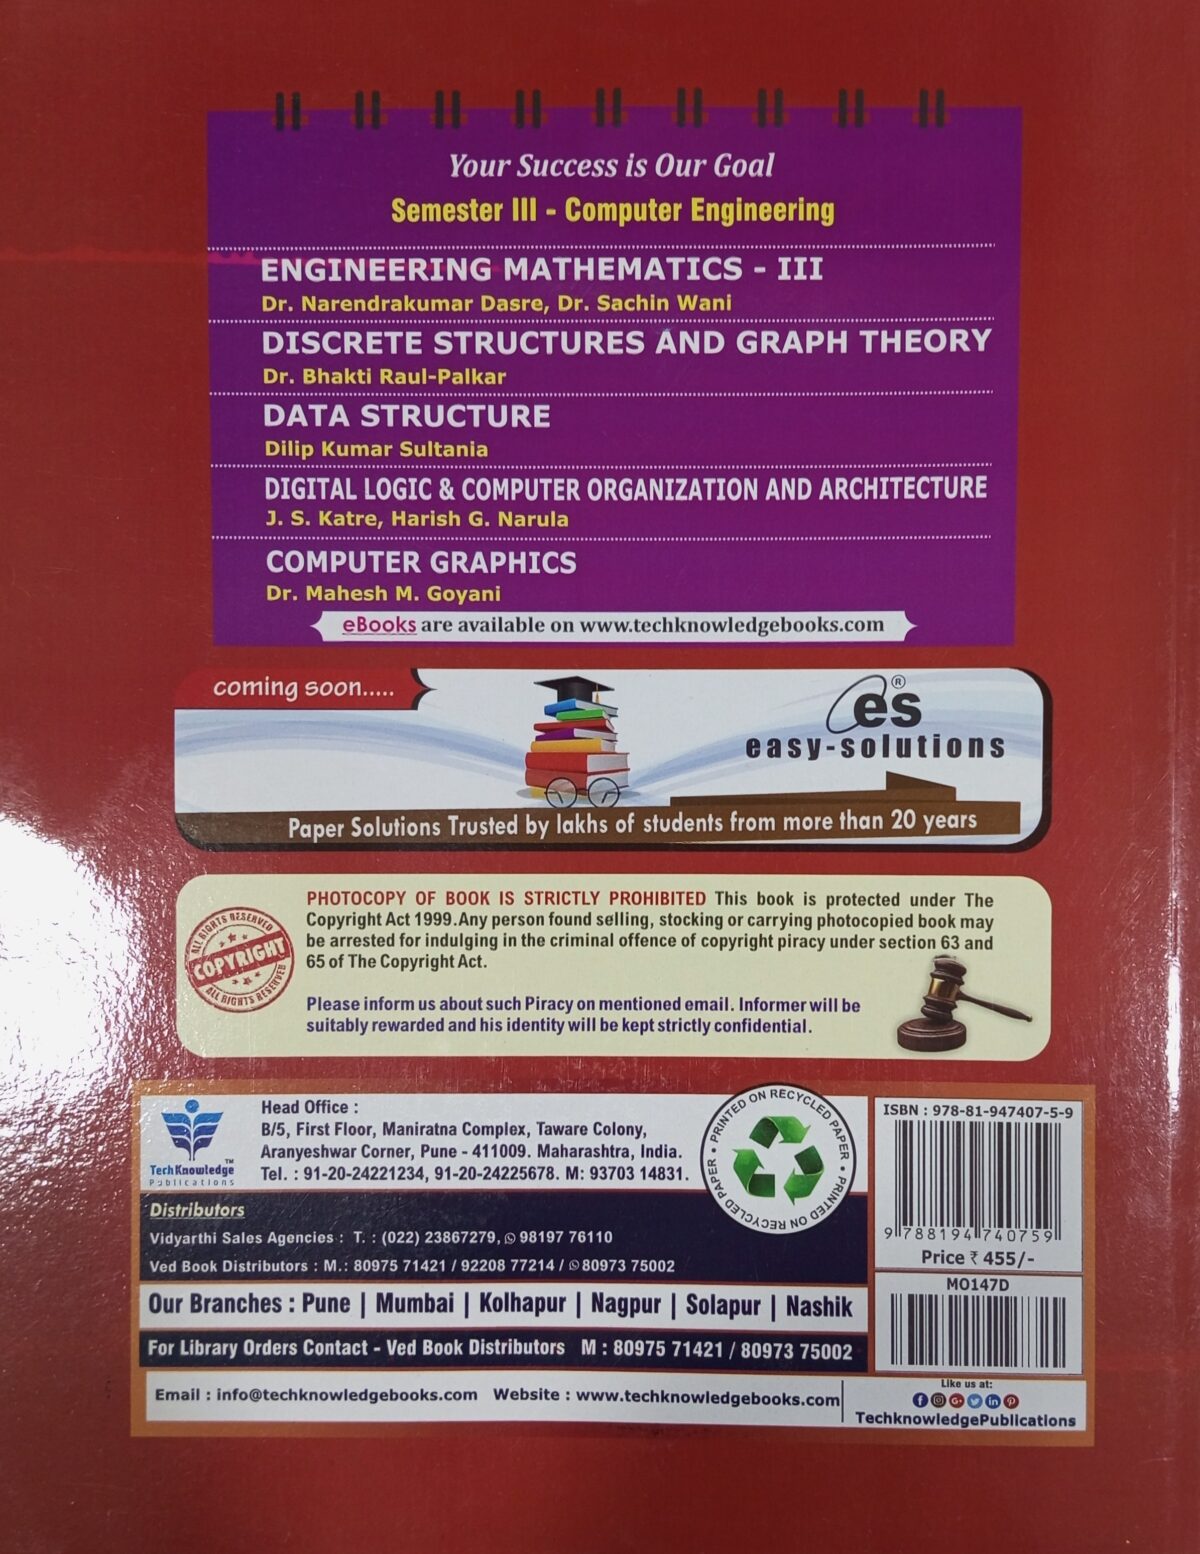 Your Success is Our Goal
Semester III - Computer Engineering
ENGINEERING MATHEMATICS - III
Dr. Narendrakumar Dasre, Dr. Sachin Wani
DISCRETE STRUCTURES AND GRAPH THEORY
Dr. Bhakti Raul-Palkar
DATA STRUCTURE
Dilip Kumar Sultania
DIGITAL LOGIC & COMPUTER ORGANIZATION AND ARCHITECTURE
J. S. Katre, Harish G. Narula
COMPUTER GRAPHICS
Dr. Mahesh M. Goyani
eBooks are available on www.techknowledgebooks.com
coming soon.....
es®
easy-solutions
Paper Solutions Trusted by lakhs of students from more than 20 years
ALL RIGHTS RESERVED
COPYRIGHT
ALL RIGHTS RESERVED
PHOTOCOPY OF BOOK IS STRICTLY PROHIBITED This book is protected under The
Copyright Act 1999.Any person found selling, stocking or carrying photocopied book may
be arrested for indulging in the criminal offence of copyright piracy under section 63 and
65 of The Copyright Act.
Please inform us about such Piracy on mentioned email. Informer will be
suitably rewarded and his identity will be kept strictly confidential.
TechKnowledge™
Publications
Head Office :
B/5, First Floor, Maniratna Complex, Taware Colony,
Aranyeshwar Corner, Pune - 411009. Maharashtra, India.
Tel. : 91-20-24221234, 91-20-24225678. M: 93703 14831.
PRINTED ON RECYCLED PAPER • PRINTED ON RECYCLED PAPER •
Distributors
Vidyarthi Sales Agencies : T. : (022) 23867279, 98197 76110
Ved Book Distributors : M.: 80975 71421 / 92208 77214 / 80973 75002
Our Branches : Pune | Mumbai | Kolhapur | Nagpur | Solapur | Nashik
For Library Orders Contact - Ved Book Distributors M : 80975 71421 / 80973 75002
Email : info@techknowledgebooks.com Website : www.techknowledgebooks.com
ISBN : 978-81-947407-5-9
9 788194 740759
Price ₹ 455/-
MO147D
Like us at:
TechknowledgePublications